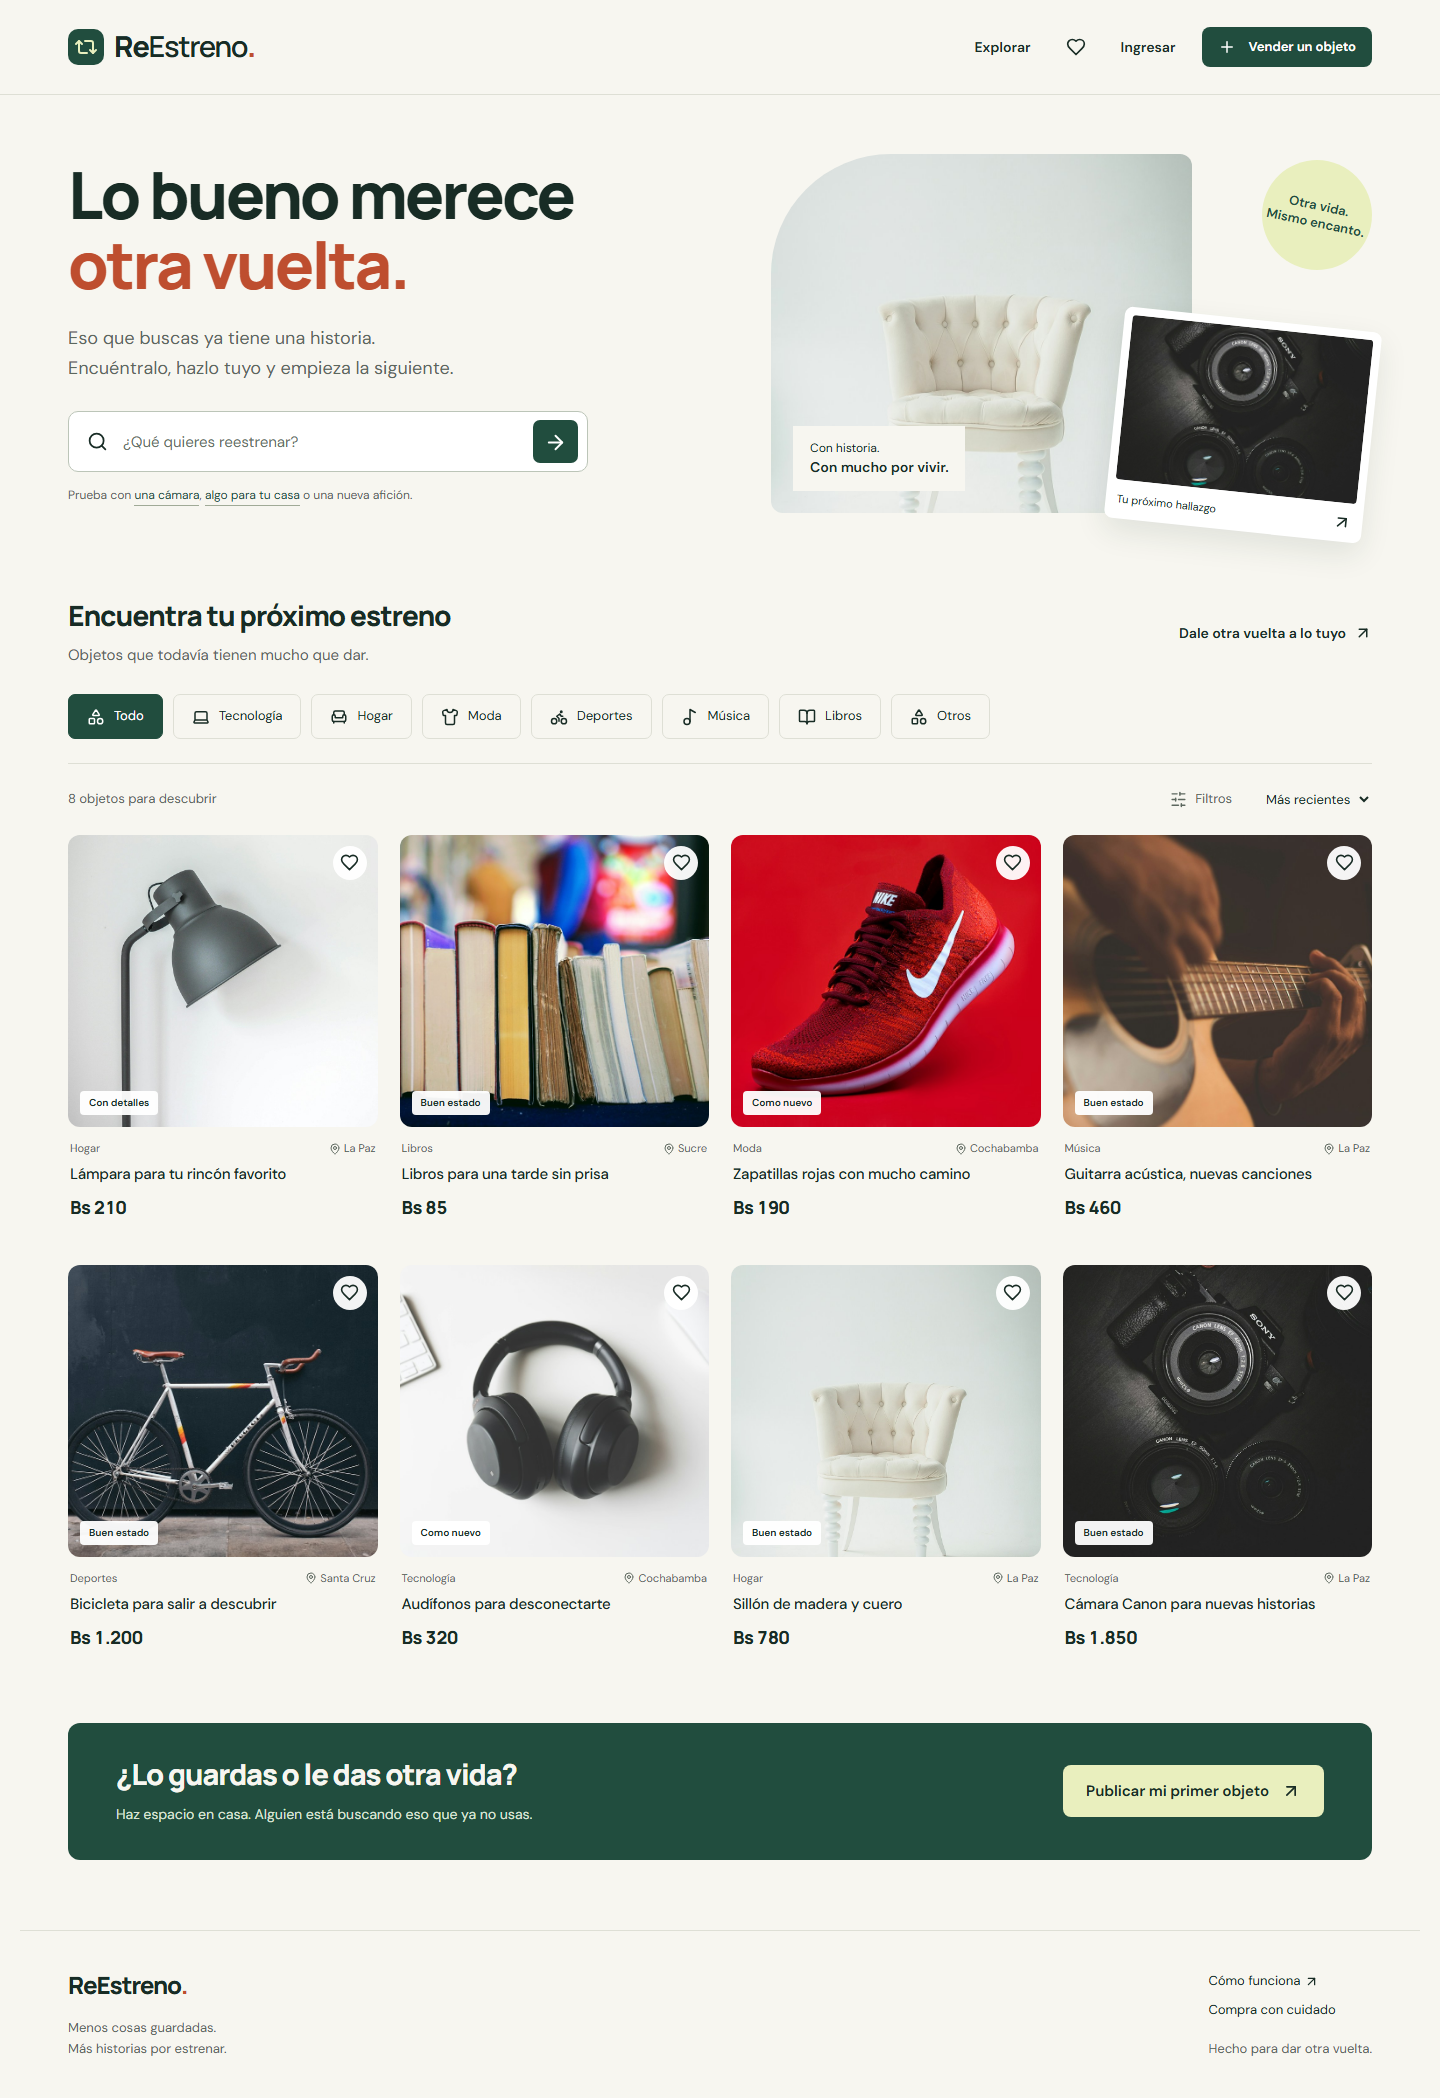 ReEstreno.
Explorar
Ingresar
Vender un objeto
Lo bueno merece
otra vuelta.
Eso que buscas ya tiene una historia.
Encuéntralo, hazlo tuyo y empieza la siguiente.
¿Qué quieres reestrenar?
Prueba con una cámara, algo para tu casa o una nueva afición.
Otra vida.
Mismo encanto.
Con historia.
Con mucho por vivir.
SONY
Tu próximo hallazgo
Encuentra tu próximo estreno
Objetos que todavía tienen mucho que dar.
Dale otra vuelta a lo tuyo
Todo
Tecnología
Hogar
Moda
Deportes
Música
Libros
Otros
8 objetos para descubrir
Filtros
Más recientes
NIKE
Con detalles
Buen estado
Como nuevo
Buen estado
Hogar
La Paz
Libros
Sucre
Moda
Cochabamba
Música
La Paz
Lámpara para tu rincón favorito
Libros para una tarde sin prisa
Zapatillas rojas con mucho camino
Guitarra acústica, nuevas canciones
Bs 210
Bs 85
Bs 190
Bs 460
SONY
Buen estado
Como nuevo
Buen estado
Buen estado
Deportes
Santa Cruz
Tecnología
Cochabamba
Hogar
La Paz
Tecnología
La Paz
Bicicleta para salir a descubrir
Audífonos para desconectarte
Sillón de madera y cuero
Cámara Canon para nuevas historias
Bs 1.200
Bs 320
Bs 780
Bs 1.850
¿Lo guardas o le das otra vida?
Haz espacio en casa. Alguien está buscando eso que ya no usas.
Publicar mi primer objeto
ReEstreno.
Menos cosas guardadas.
Más historias por estrenar.
Cómo funciona
Compra con cuidado
Hecho para dar otra vuelta.